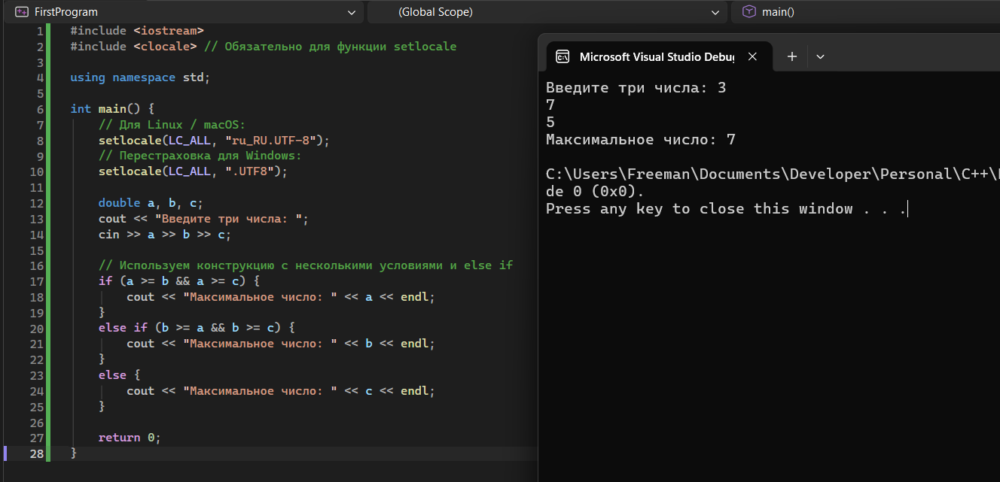 FirstProgram
(Global Scope)
main()
1 #include <iostream>
2 #include <clocale> // Обязательно для функции setlocale
3
4 using namespace std;
5
6 int main() {
7 // Для Linux / macOS:
8 setlocale(LC_ALL, "ru_RU.UTF-8");
9 // Перестраховка для Windows:
10 setlocale(LC_ALL, ".UTF8");
11
12 double a, b, c;
13 cout << "Введите три числа: ";
14 cin >> a >> b >> c;
15
16 // Используем конструкцию с несколькими условиями и else if
17 if (a >= b && a >= c) {
18 cout << "Максимальное число: " << a << endl;
19 }
20 else if (b >= a && b >= c) {
21 cout << "Максимальное число: " << b << endl;
22 }
23 else {
24 cout << "Максимальное число: " << c << endl;
25 }
26
27 return 0;
28 }
Microsoft Visual Studio Debu
Введите три числа: 3
7
5
Максимальное число: 7
C:\Users\Freeman\Documents\Developer\Personal\C++\
de 0 (0x0).
Press any key to close this window . . .